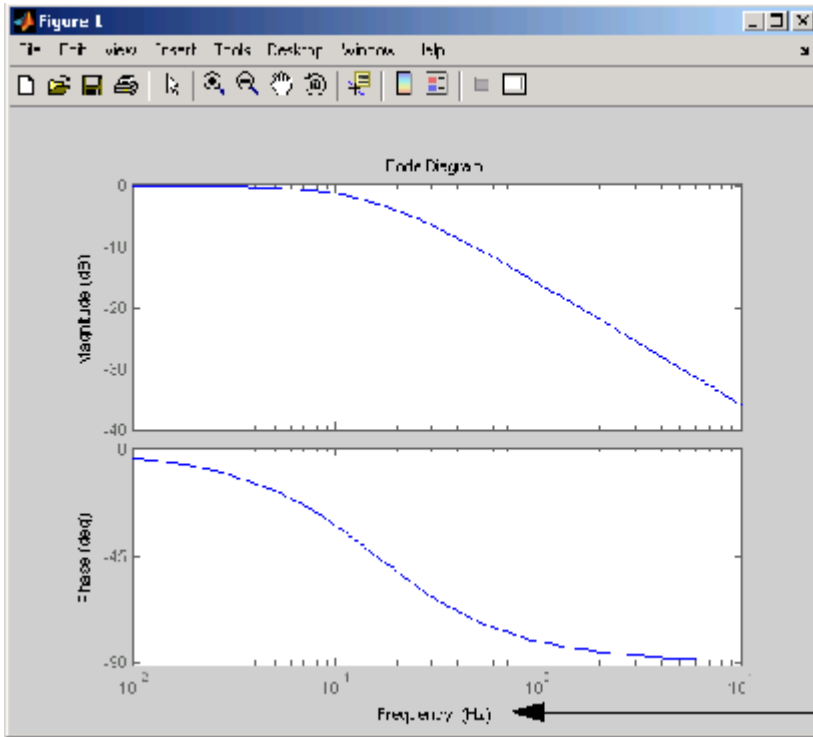 Figure 1
File Edit View Insert Tools Desktop Window Help
Bode Diagram
Magnitude (dB)
0
-10
-20
-30
-40
Phase (deg)
0
-45
-90
10
10
10
10
Frequency (Hz)